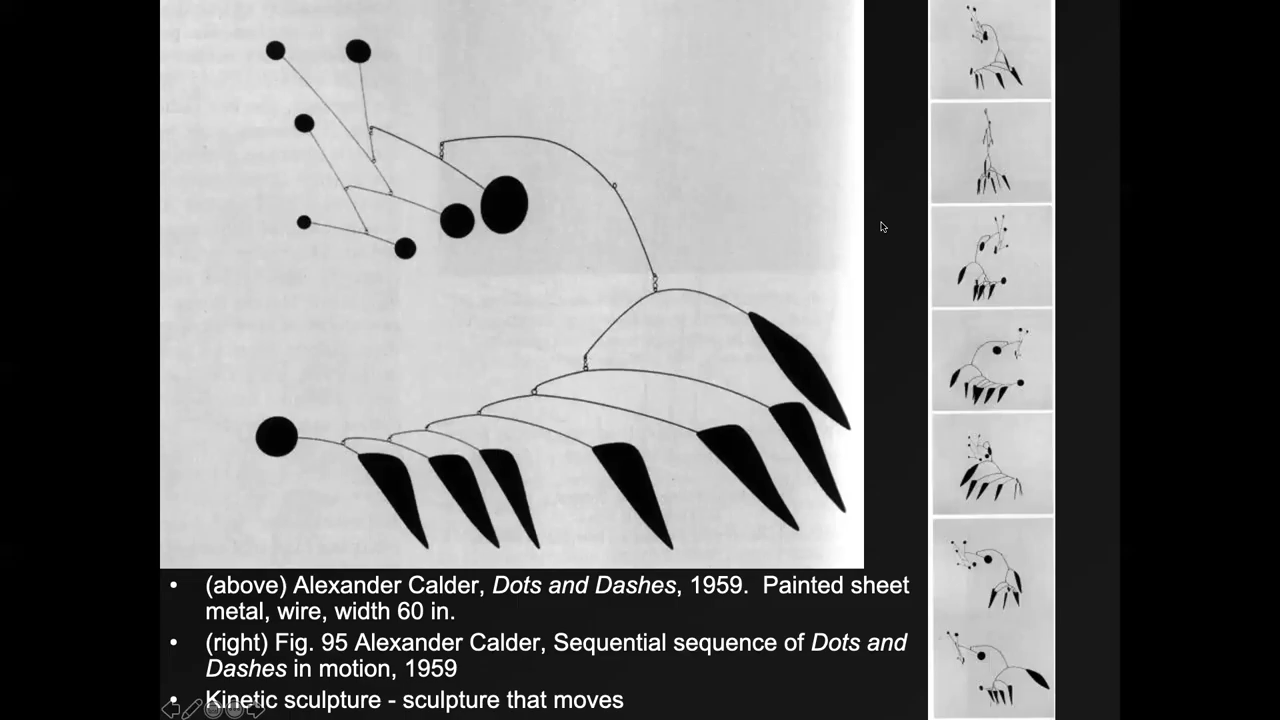 • (above) Alexander Calder, Dots and Dashes, 1959.  Painted sheet
metal, wire, width 60 in.
• (right) Fig. 95 Alexander Calder, Sequential sequence of Dots and
Dashes in motion, 1959
• Kinetic sculpture - sculpture that moves